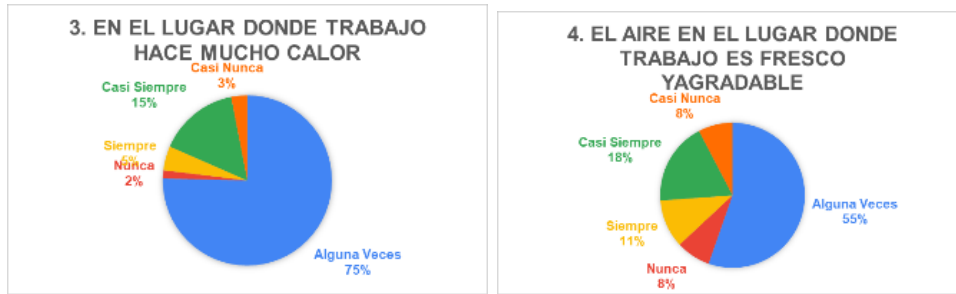 3. EN EL LUGAR DONDE TRABAJO
HACE MUCHO CALOR
Casi Nunca
3%
Casi Siempre
15%
Siempre
5%
Nunca
2%
Alguna Veces
75%
4. EL AIRE EN EL LUGAR DONDE
TRABAJO ES FRESCO
YAGRADABLE
Casi Nunca
8%
Casi Siempre
18%
Alguna Veces
55%
Siempre
11%
Nunca
8%